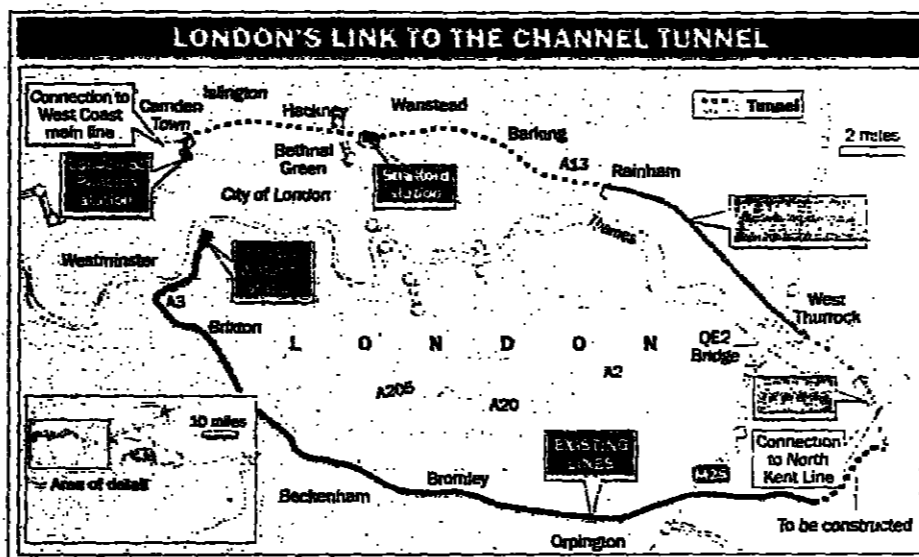 LONDON'S LINK TO THE CHANNEL TUNNEL
Connection to
West Coast
main line
Camden
Town
Islington
Hackney
Wanstead
Tunnel
2 miles
Bethnal
Green
Barking
A13
Rainham
Stratford
station
station
City of London
Thames
Westminster
A3
Brixton
West
Thurrock
LONDON
QE2
Bridge
A2
A205
A20
10 miles
Area of detail
EXISTING
LINES
Connection
to North
Kent Line
M25
Bromley
Beckenham
Orpington
To be constructed